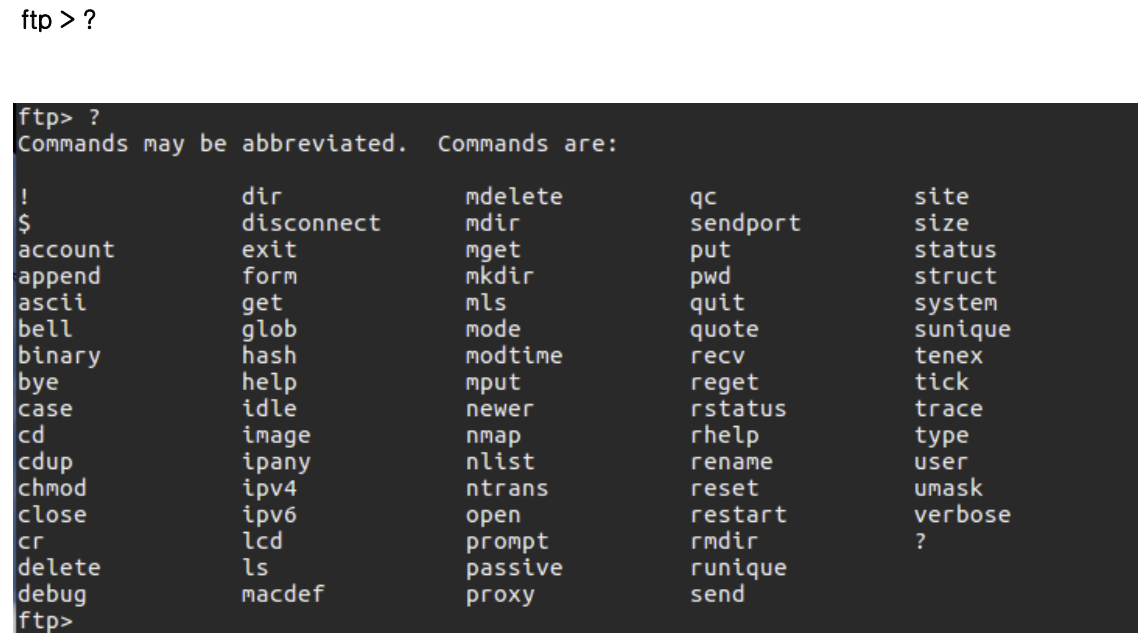 ftp > ?
ftp> ?
Commands may be abbreviated.  Commands are:
!               dir             mdelete         qc              site
$               disconnect      mdir            sendport        size
account         exit            mget            put             status
append          form            mkdir           pwd             struct
ascii           get             mls             quit            system
bell            glob            mode            quote           sunique
binary          hash            modtime         recv            tenex
bye             help            mput            reget           tick
case            idle            newer           rstatus         trace
cd              image           nmap            rhelp           type
cdup            ipany           nlist           rename          user
chmod           ipv4            ntrans          reset           umask
close           ipv6            open            restart         verbose
cr              lcd             prompt          rmdir           ?
delete          ls              passive         runique
debug           macdef          proxy           send
ftp>